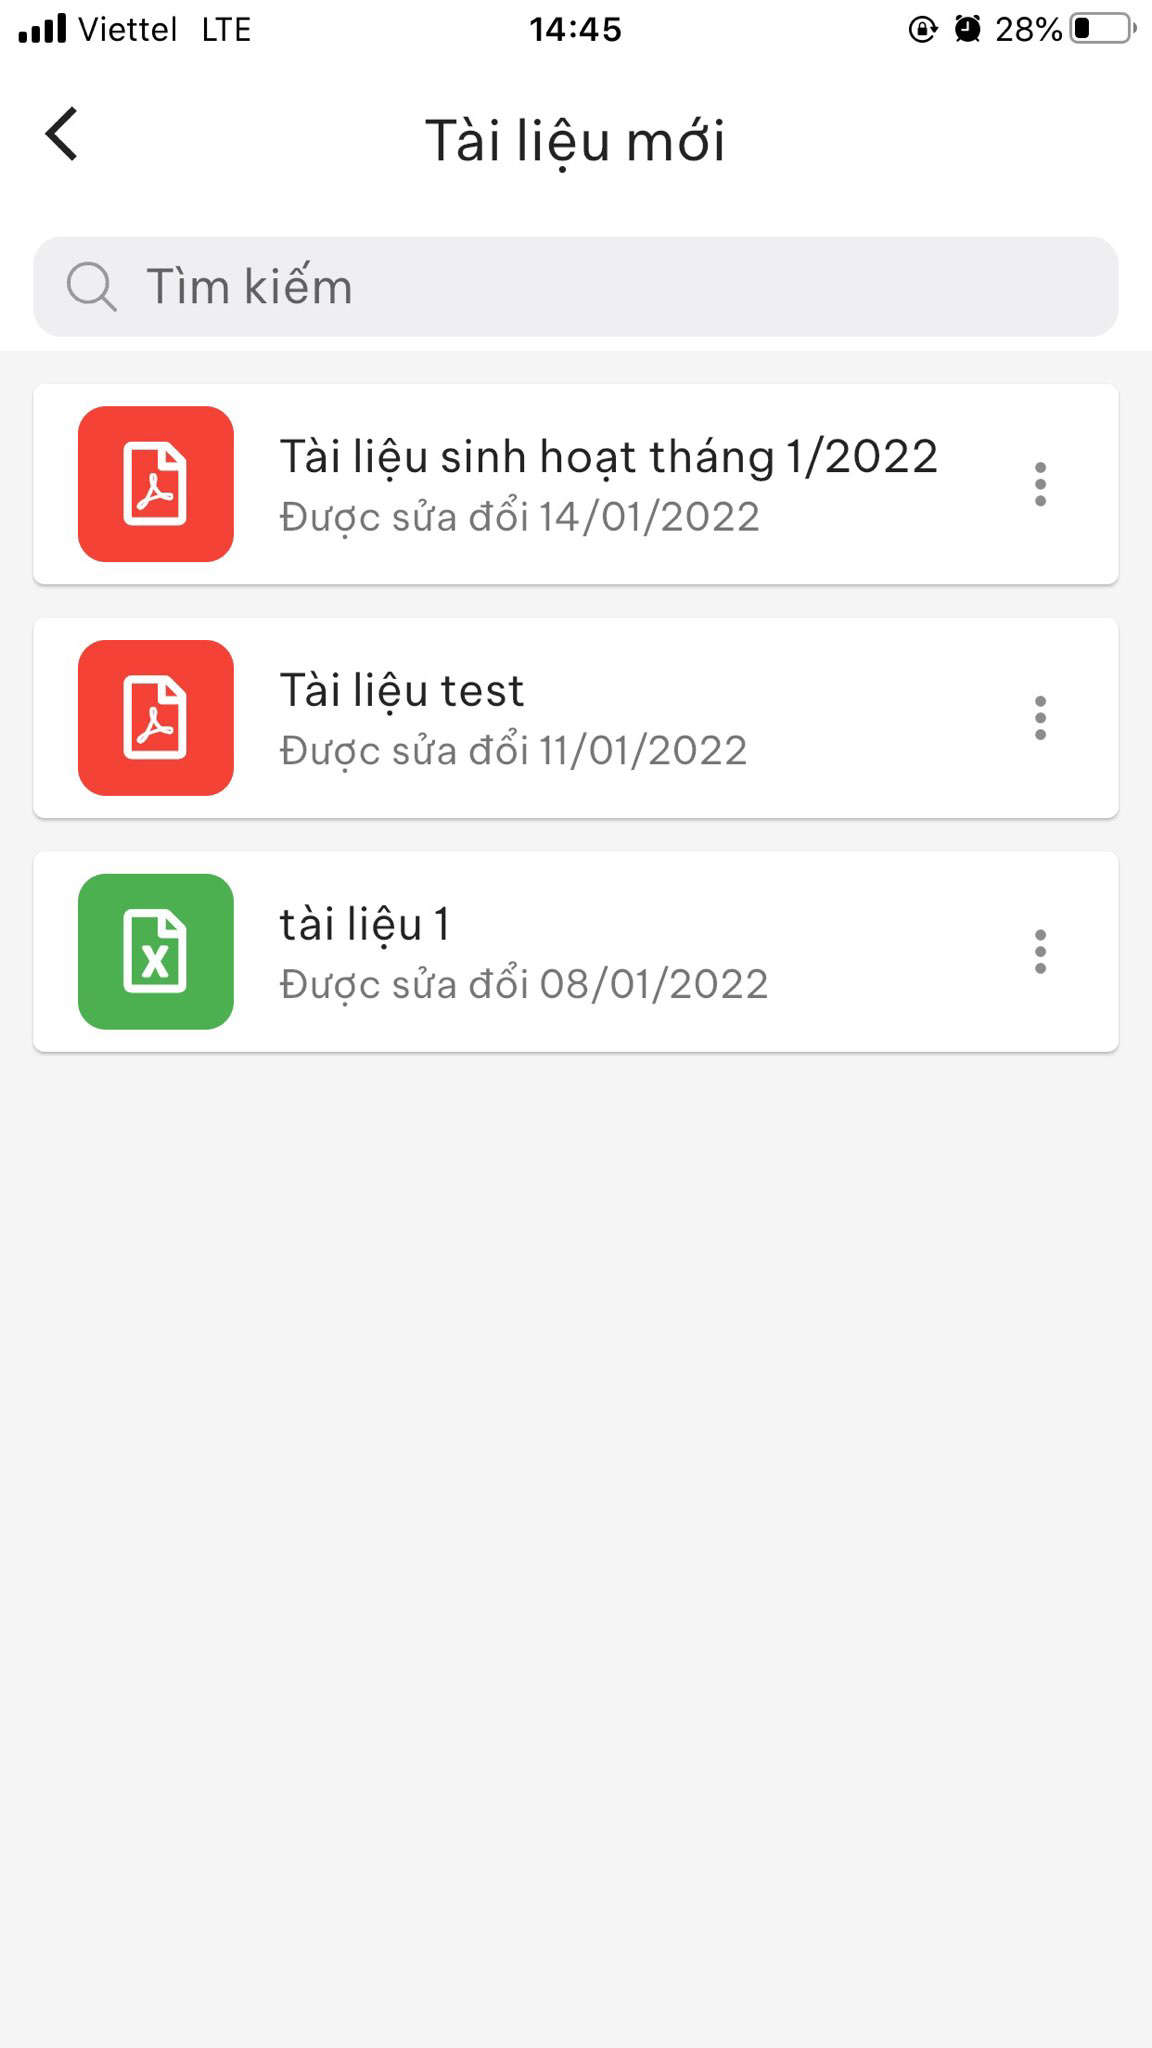 Viettel LTE 14:45 28%
Tài liệu mới
Tìm kiếm
Tài liệu sinh hoạt tháng 1/2022
Được sửa đổi 14/01/2022
Tài liệu test
Được sửa đổi 11/01/2022
tài liệu 1
Được sửa đổi 08/01/2022